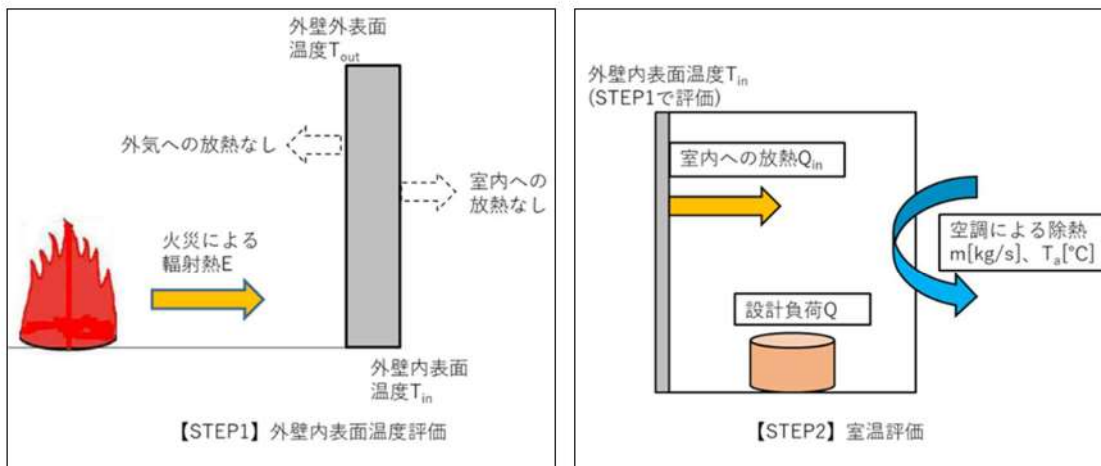 外壁外表面
温度T_out
外気への放熱なし
室内への
放熱なし
火災による
輻射熱E
外壁内表面
温度T_in
【STEP1】外壁内表面温度評価
外壁内表面温度T_in
(STEP1で評価)
室内への放熱Q_in
空調による除熱
m[kg/s]、T_a[℃]
設計負荷Q
【STEP2】室温評価